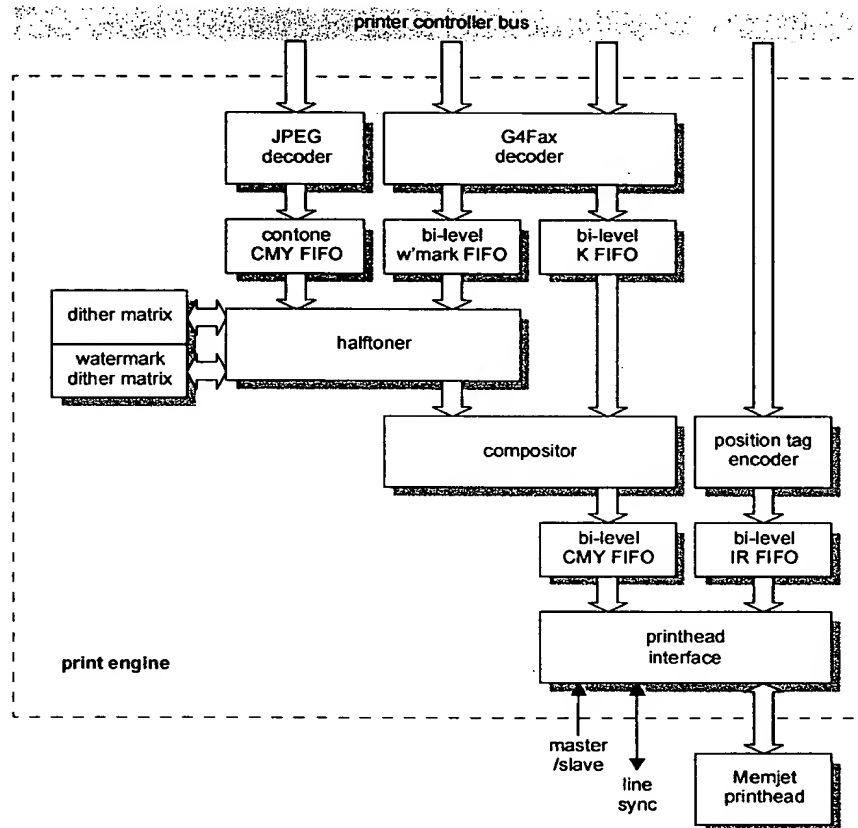 printer controller bus
JPEG
decoder
G4Fax
decoder
contone
CMY FIFO
bi-level
w'mark FIFO
bi-level
K FIFO
dither matrix
watermark
dither matrix
halftoner
compositor
position tag
encoder
bi-level
CMY FIFO
bi-level
IR FIFO
printhead
interface
print engine
master
/slave
line
sync
Memjet
printhead